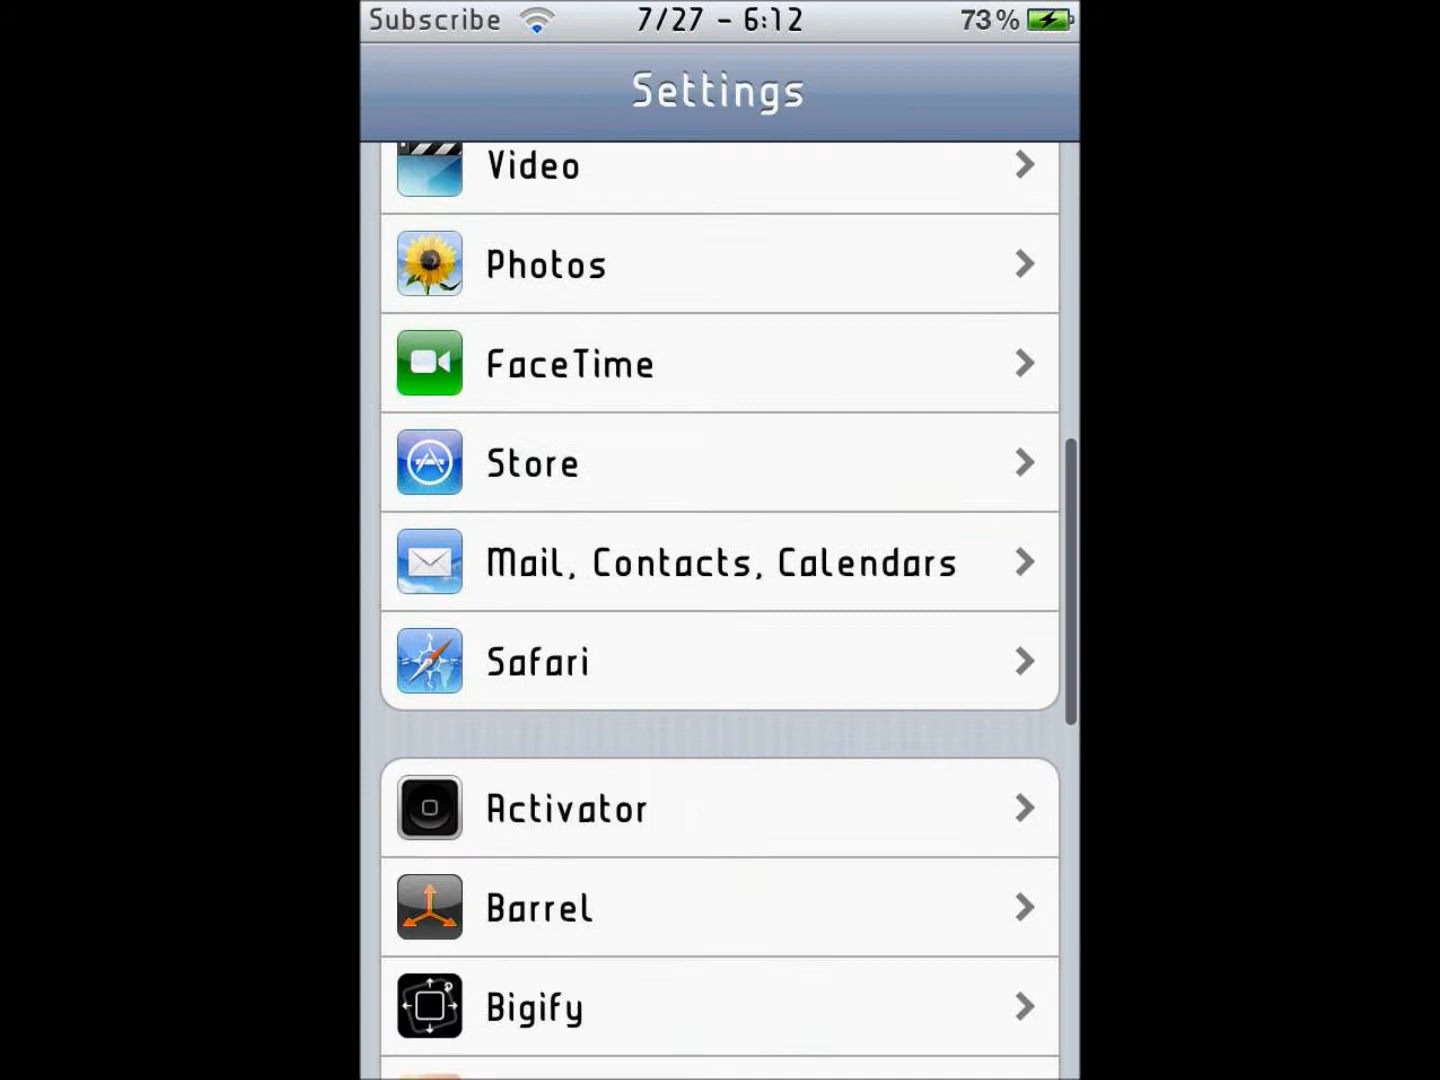 Subscribe 7/27 - 6:12 73%
Settings
Video
Photos
FaceTime
Store
Mail, Contacts, Calendars
Safari
Activator
Barrel
Bigify